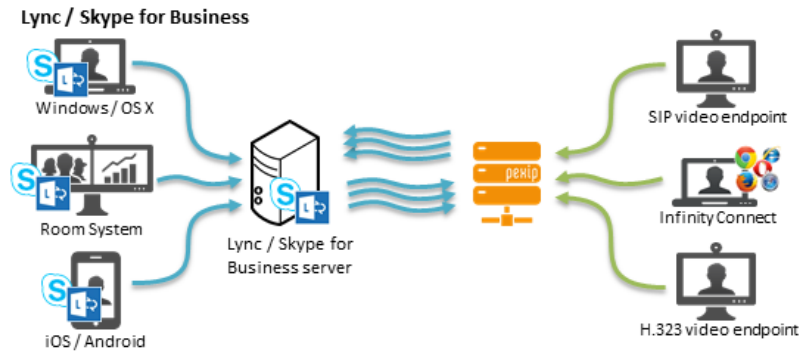 Lync / Skype for Business
Windows / OS X
Room System
iOS / Android
Lync / Skype for
Business server
pexip
SIP video endpoint
Infinity Connect
H.323 video endpoint